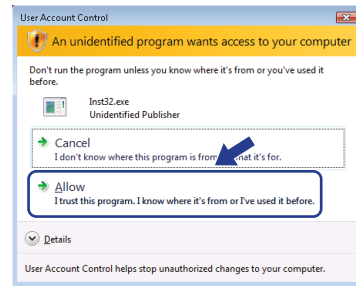 User Account Control
An unidentified program wants access to your computer
Don't run the program unless you know where it's from or you've used it
before.
Inst32.exe
Unidentified Publisher
Cancel
I don't know where this program is from it's for.
Allow
I trust this program. I know where it's from or I've used it before.
Details
User Account Control helps stop unauthorized changes to your computer.